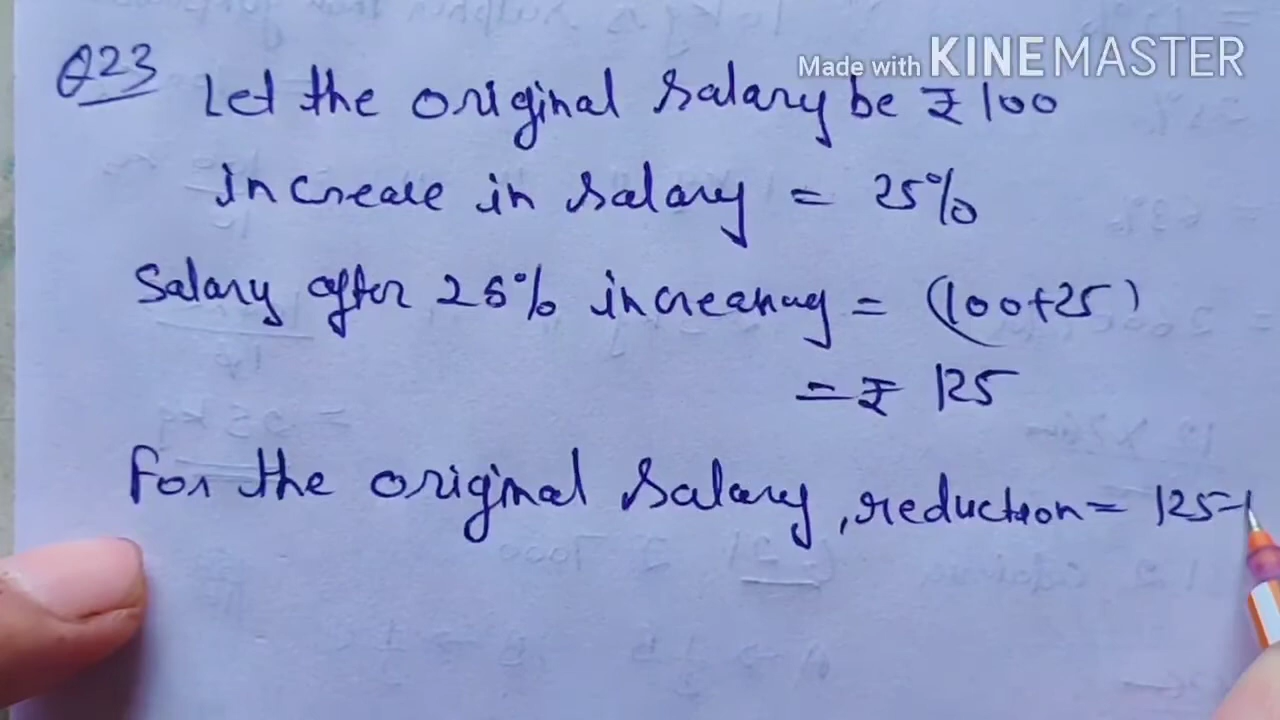 Made with KINEMASTER
Q23 Let the original salary be ₹ 100
increase in salary = 25%
Salary after 25% increasing = (100+25)
= ₹ 125
For the original salary, reduction = 125-1